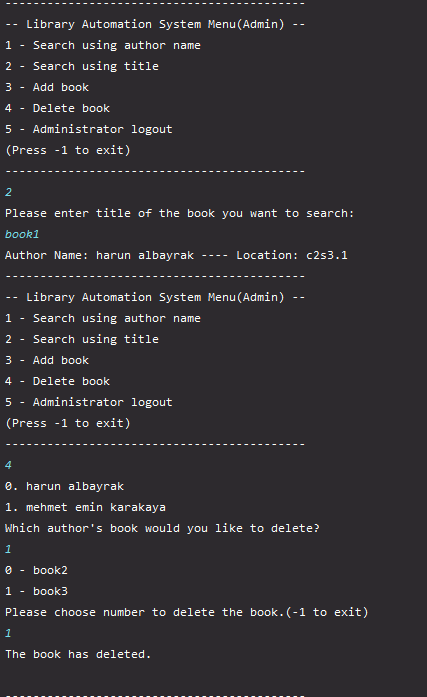 --------------------------------------------
-- Library Automation System Menu(Admin) --
1 - Search using author name
2 - Search using title
3 - Add book
4 - Delete book
5 - Administrator logout
(Press -1 to exit)
--------------------------------------------
2
Please enter title of the book you want to search:
book1
Author Name: harun albayrak ---- Location: c2s3.1
--------------------------------------------
-- Library Automation System Menu(Admin) --
1 - Search using author name
2 - Search using title
3 - Add book
4 - Delete book
5 - Administrator logout
(Press -1 to exit)
--------------------------------------------
4
0. harun albayrak
1. mehmet emin karakaya
Which author's book would you like to delete?
1
0 - book2
1 - book3
Please choose number to delete the book.(-1 to exit)
1
The book has deleted.
--------------------------------------------